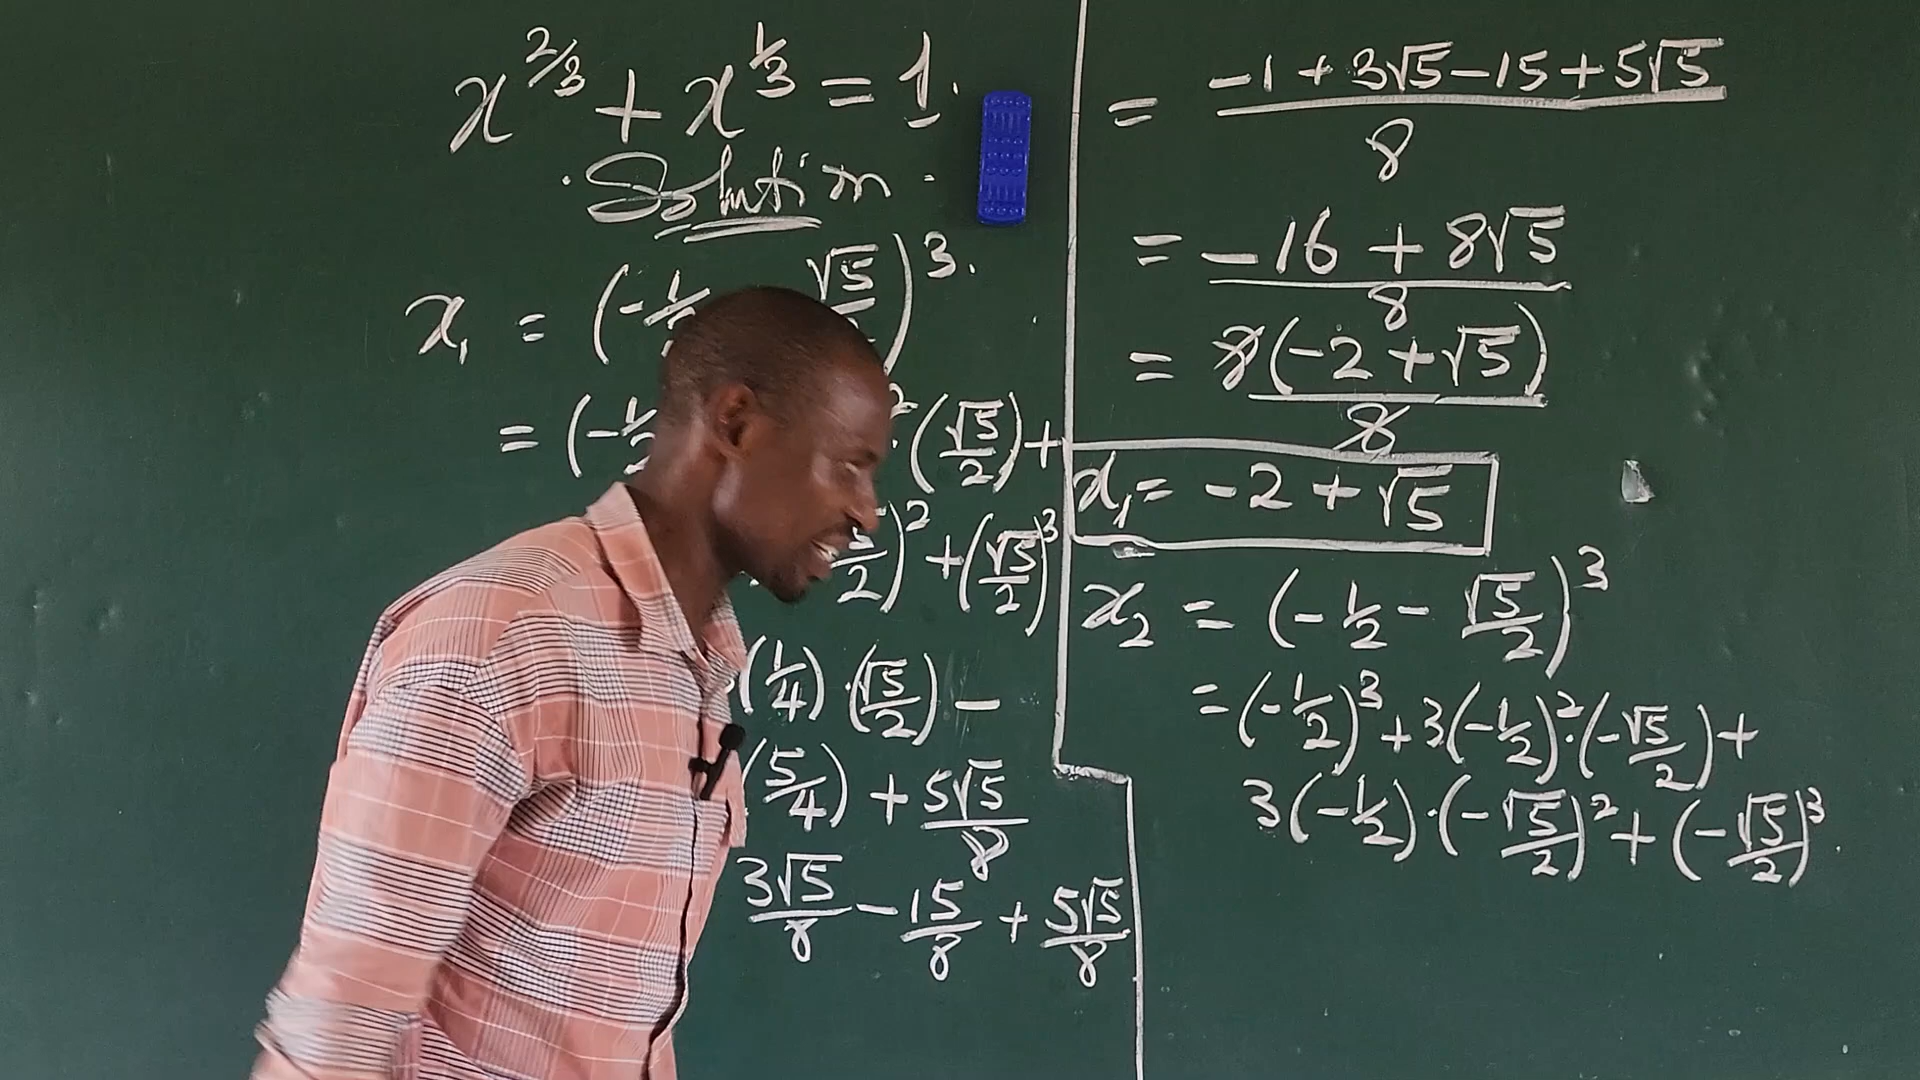 x^{2/3} + x^{1/3} = 1.
Solution
x₁ = (-1/ √5/ )³.
= (-1/2 ² · (√5/2) +
/2)² + (√5/2)³
(1/4) · (√5/2) -
(5/4) + 5√5/8
3√5/8 - 15/8 + 5√5/8
= (-1 + 3√5 - 15 + 5√5)/8
= (-16 + 8√5)/8
= 8(-2 + √5)/8
x₁ = -2 + √5
x₂ = (-1/2 - √5/2)³
= (-1/2)³ + 3(-1/2)² · (-√5/2) +
3(-1/2) · (-√5/2)² + (-√5/2)³.